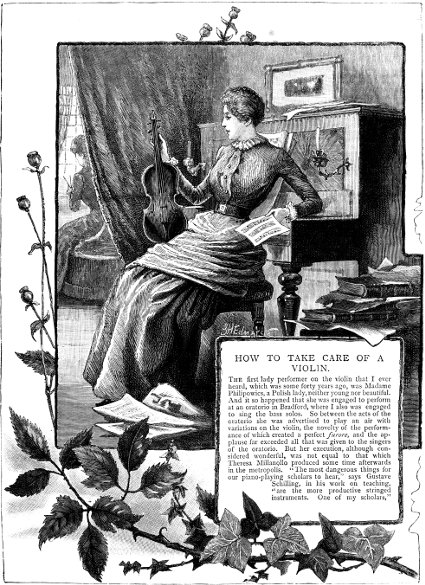 HOW TO TAKE CARE OF A
VIOLIN.
THE first lady performer on the violin that I ever
heard, which was some forty years ago, was Madame
Philipowics, a Polish lady, neither young nor beautiful.
And it so happened that she was engaged to perform
at an oratorio in Bradford, where I also was engaged
to sing the bass solos. So between the acts of the
oratorio she was advertised to play an air with
variations on the violin, the novelty of the perform-
ance of which created a perfect furore, and the ap-
plause far exceeded all that was given to the singers
of the oratorio. But her execution, although con-
sidered wonderful, was not equal to that which
Theresa Millanollo produced some time afterwards
in the metropolis. "The most dangerous things for
our piano-playing scholars to hear," says Gustave
Schilling, in his work on teaching,
"are the more productive stringed
instruments. One of my scholars,"